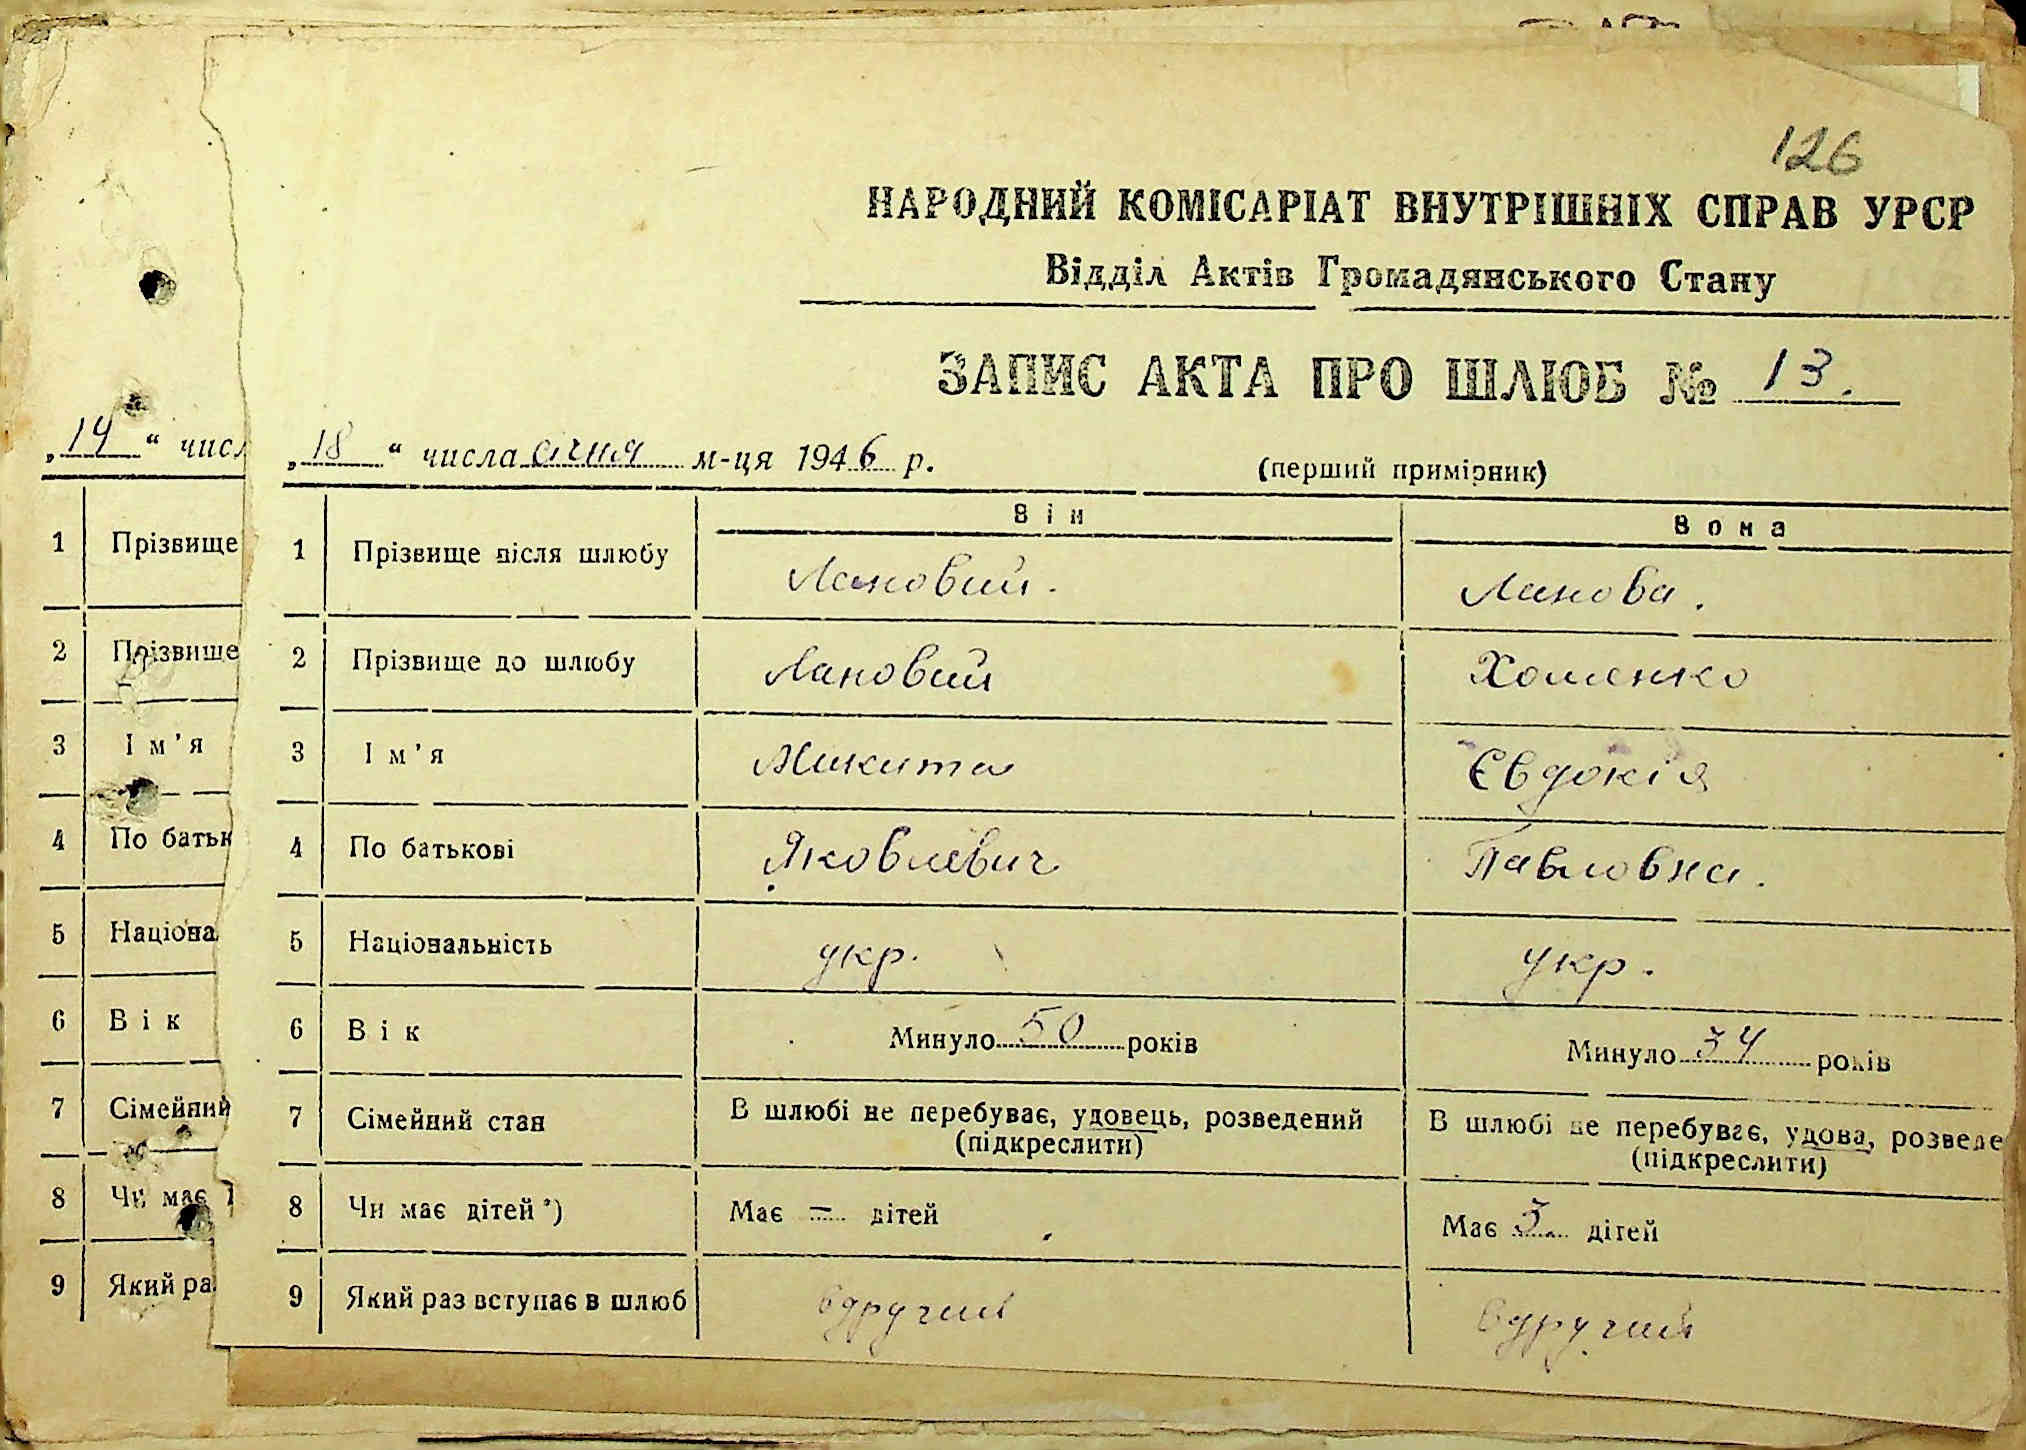 126
НАРОДНИЙ КОМІСАРІАТ ВНУТРІШНІХ СПРАВ УРСР
Відділ Актів Громадянського Стану
ЗАПИС АКТА ПРО ШЛЮБ № 13.
„18“ числа січня м-ця 1946 р. (перший примірник)
Він Вона
1 Прізвище після шлюбу Лановий. Ланова.
2 Прізвище до шлюбу Лановий Хоменко
3 Ім'я Микита Євдокія
4 По батькові Яковлевич Павловна.
5 Національність укр. укр.
6 Вік Минуло 50 років Минуло 34 років
7 Сімейний стан В шлюбі не перебуває, удовець, розведений В шлюбі не перебуває, удова, розведе
(підкреслити) (підкреслити)
8 Чи має дітей*) Має — дітей Має 3 дітей
9 Який раз вступає в шлюб вдручий вдручий
„14“ числ
1 Прізвище
2 Прізвище
3 Ім'я
4 По батьк
5 Націона
6 Вік
7 Сімейний
8 Чи має
9 Який ра